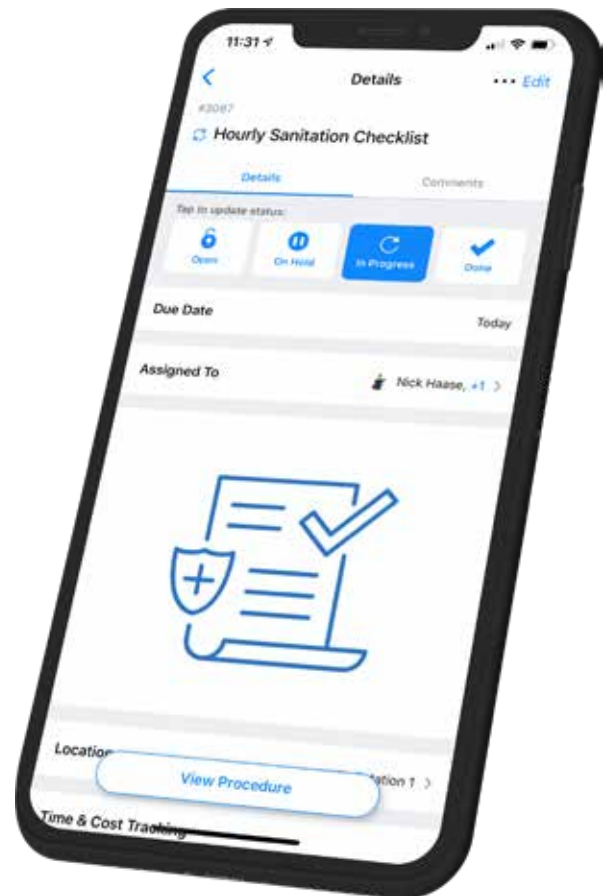 11:31
Details
Edit
#3087
Hourly Sanitation Checklist
Details
Comments
Tap to update status:
Open
On Hold
In Progress
Done
Due Date
Today
Assigned To
Nick Haase, +1
Location
View Procedure
Time & Cost Tracking